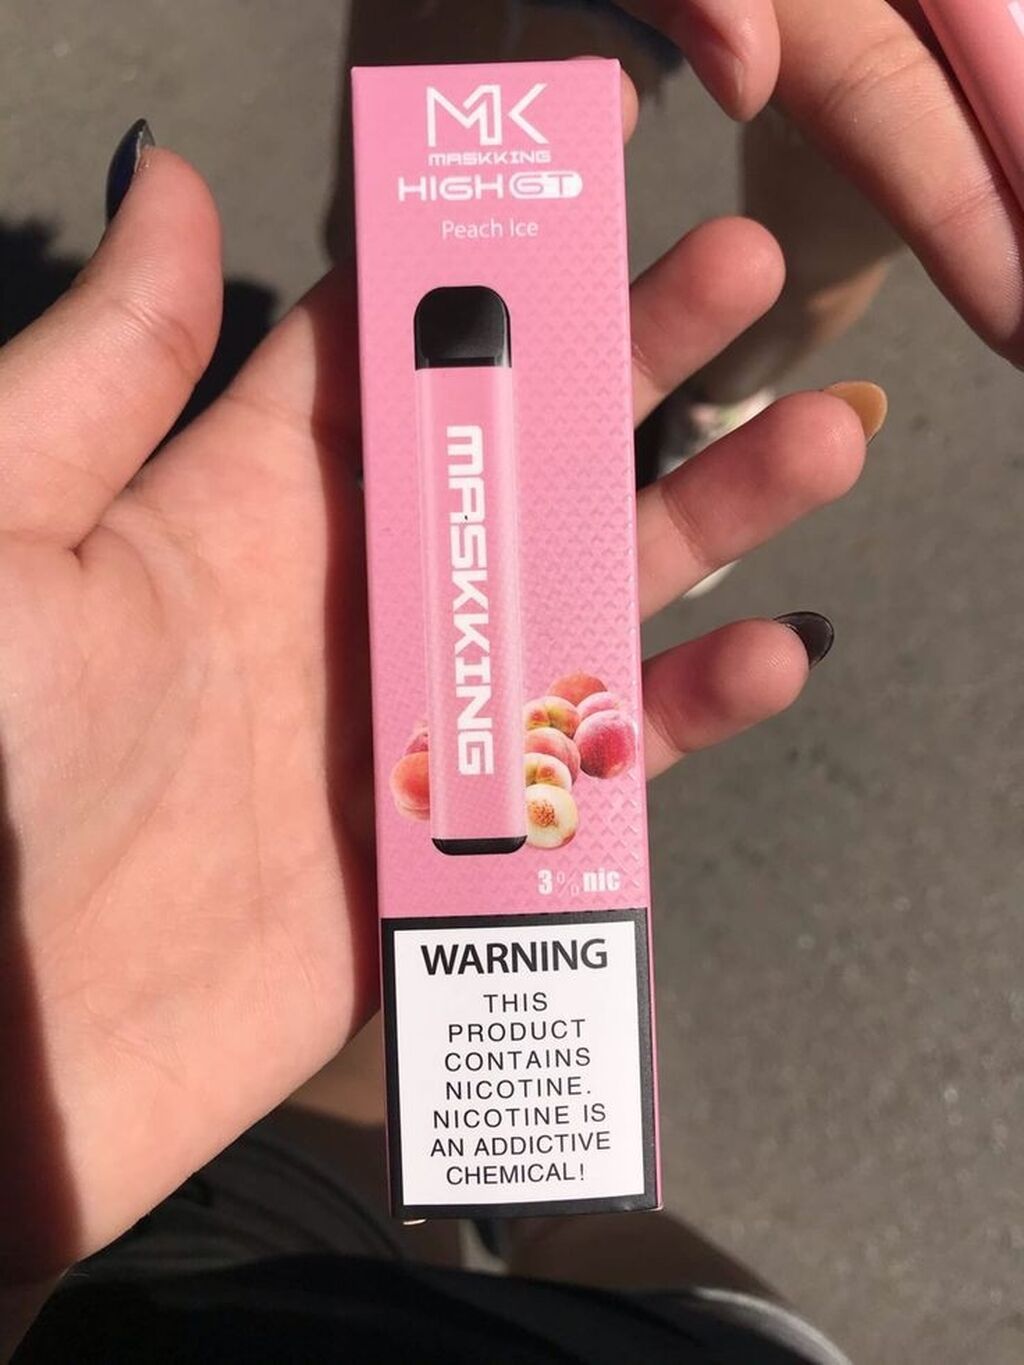 MK
MASKKING
HIGH GT
Peach Ice
MASKKING
3% nic
WARNING
THIS
PRODUCT
CONTAINS
NICOTINE.
NICOTINE IS
AN ADDICTIVE
CHEMICAL!